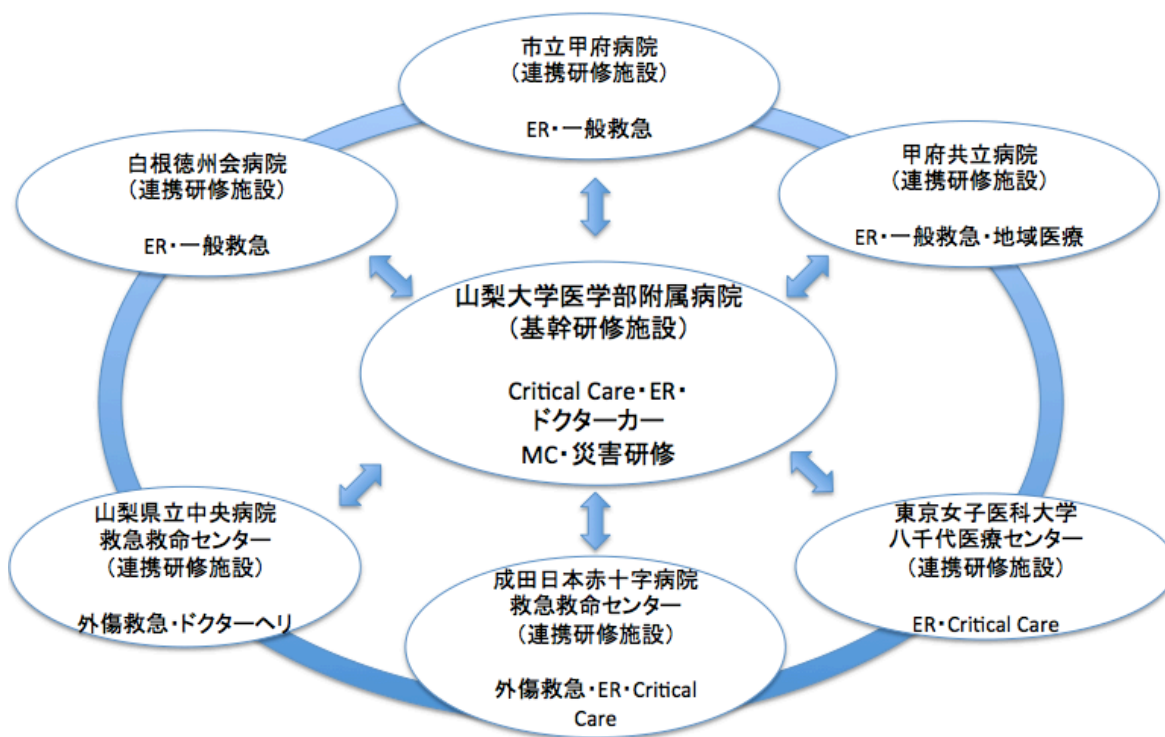 市立甲府病院
(連携研修施設)
ER・一般救急
白根徳州会病院
(連携研修施設)
ER・一般救急
甲府共立病院
(連携研修施設)
ER・一般救急・地域医療
山梨大学医学部附属病院
(基幹研修施設)
Critical Care・ER・
ドクターカー
MC・災害研修
山梨県立中央病院
救急救命センター
(連携研修施設)
外傷救急・ドクターヘリ
成田日本赤十字病院
救急救命センター
(連携研修施設)
外傷救急・ER・Critical
Care
東京女子医科大学
八千代医療センター
(連携研修施設)
ER・Critical Care